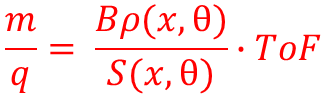 m/q = Bρ(x,θ)/S(x,θ) · ToF